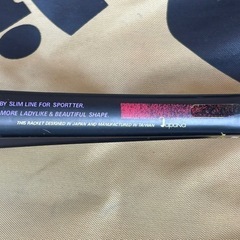 BY SLIM LINE FOR SPORTTER,
MORE LADYLIKE & BEAUTIFUL SHAPE.
THIS RACKET DESIGNED IN JAPAN AND MANUFACTURED IN TAIWAN